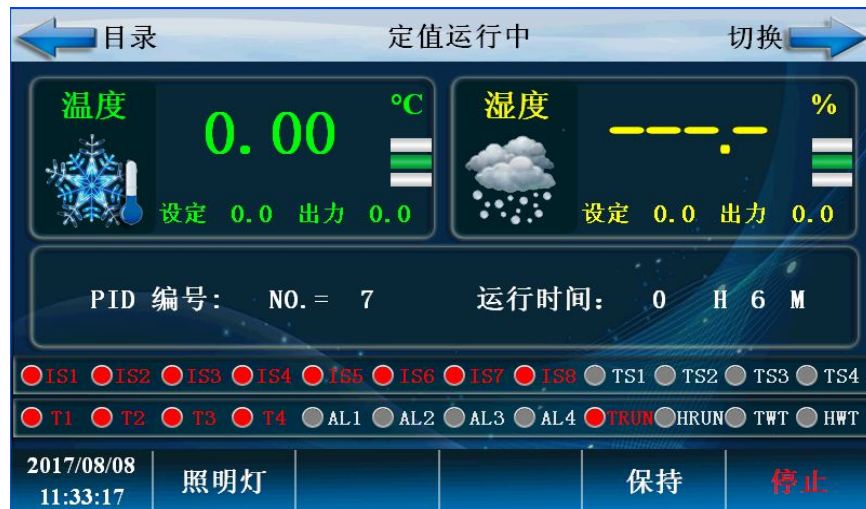 目录 定值运行中 切换
温度 0.00 °C 湿度 ---.- %
设定 0.0 出力 0.0 设定 0.0 出力 0.0
PID 编号: NO.= 7 运行时间: 0 H 6 M
IS1 IS2 IS3 IS4 IS5 IS6 IS7 IS8 TS1 TS2 TS3 TS4
T1 T2 T3 T4 AL1 AL2 AL3 AL4 TRUN HRUN TWT HWT
2017/08/08
11:33:17 照明灯 保持 停止